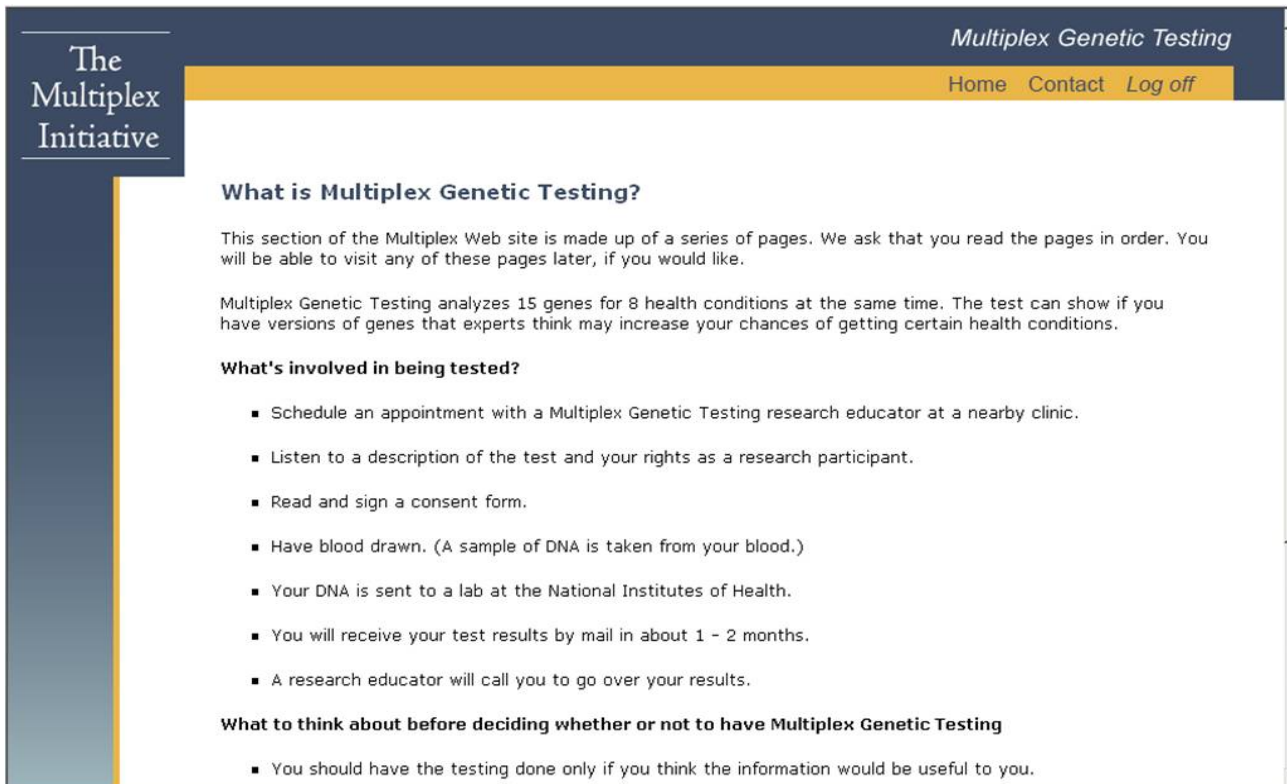 The
Multiplex
Initiative
Multiplex Genetic Testing
Home Contact Log off
What is Multiplex Genetic Testing?
This section of the Multiplex Web site is made up of a series of pages. We ask that you read the pages in order. You
will be able to visit any of these pages later, if you would like.
Multiplex Genetic Testing analyzes 15 genes for 8 health conditions at the same time. The test can show if you
have versions of genes that experts think may increase your chances of getting certain health conditions.
What's involved in being tested?
▪ Schedule an appointment with a Multiplex Genetic Testing research educator at a nearby clinic.
▪ Listen to a description of the test and your rights as a research participant.
▪ Read and sign a consent form.
▪ Have blood drawn. (A sample of DNA is taken from your blood.)
▪ Your DNA is sent to a lab at the National Institutes of Health.
▪ You will receive your test results by mail in about 1 - 2 months.
▪ A research educator will call you to go over your results.
What to think about before deciding whether or not to have Multiplex Genetic Testing
▪ You should have the testing done only if you think the information would be useful to you.